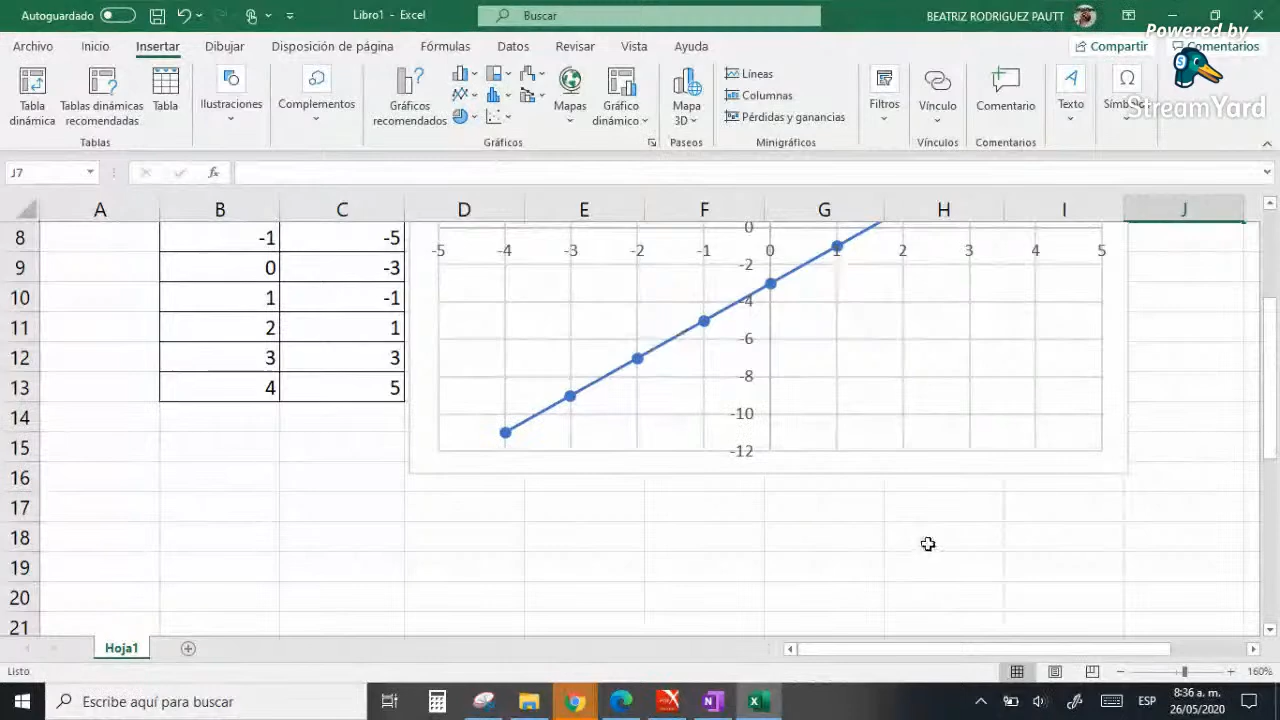 Autoguardado
Libro1 - Excel
Buscar
BEATRIZ RODRIGUEZ PAUTT
Powered by
StreamYard
Archivo Inicio Insertar Dibujar Disposición de página Fórmulas Datos Revisar Vista Ayuda
Compartir Comentarios
Tabla dinámica
Tablas dinámicas recomendadas
Tabla
Ilustraciones
Complementos
Gráficos recomendados
Mapas
Gráfico dinámico
Mapa 3D
Líneas
Columnas
Pérdidas y ganancias
Filtros
Vínculo
Comentario
Texto
Tablas
Gráficos
Paseos
Minigráficos
Vínculos
Comentarios
J7
fx
A B C D E F G H I J
8 -1 -5
9 0 -3
10 1 -1
11 2 1
12 3 3
13 4 5
14
15
16
17
18
19
20
21
0
-5 -4 -3 -2 -1 0 1 2 3 4 5
-2
-4
-6
-8
-10
-12
Hoja1
Listo
160%
Escribe aquí para buscar
ESP
8:36 a. m.
26/05/2020